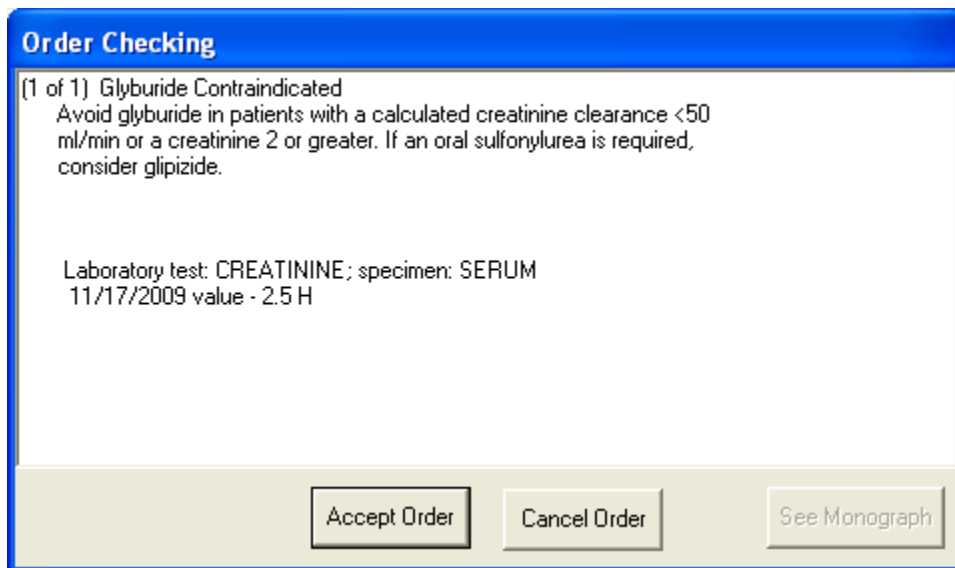 Order Checking
(1 of 1) Glyburide Contraindicated
Avoid glyburide in patients with a calculated creatinine clearance <50
ml/min or a creatinine 2 or greater. If an oral sulfonylurea is required,
consider glipizide.
Laboratory test: CREATININE; specimen: SERUM
11/17/2009 value - 2.5 H
Accept Order Cancel Order See Monograph